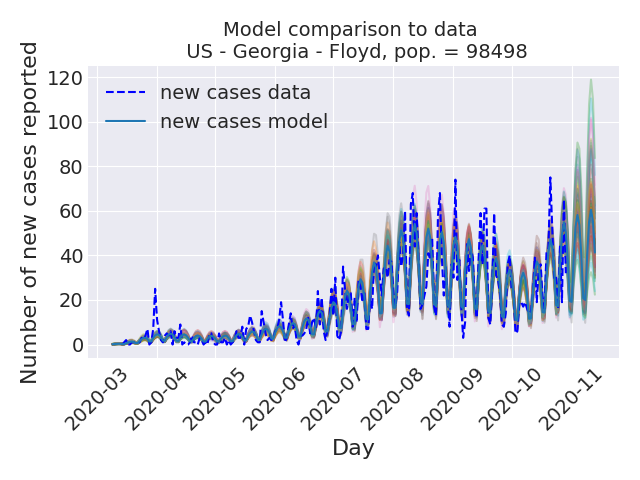 Model comparison to data
US - Georgia - Floyd, pop. = 98498
Number of new cases reported
120
100
80
60
40
20
0
new cases data
new cases model
2020-03
2020-04
2020-05
2020-06
2020-07
2020-08
2020-09
2020-10
2020-11
Day